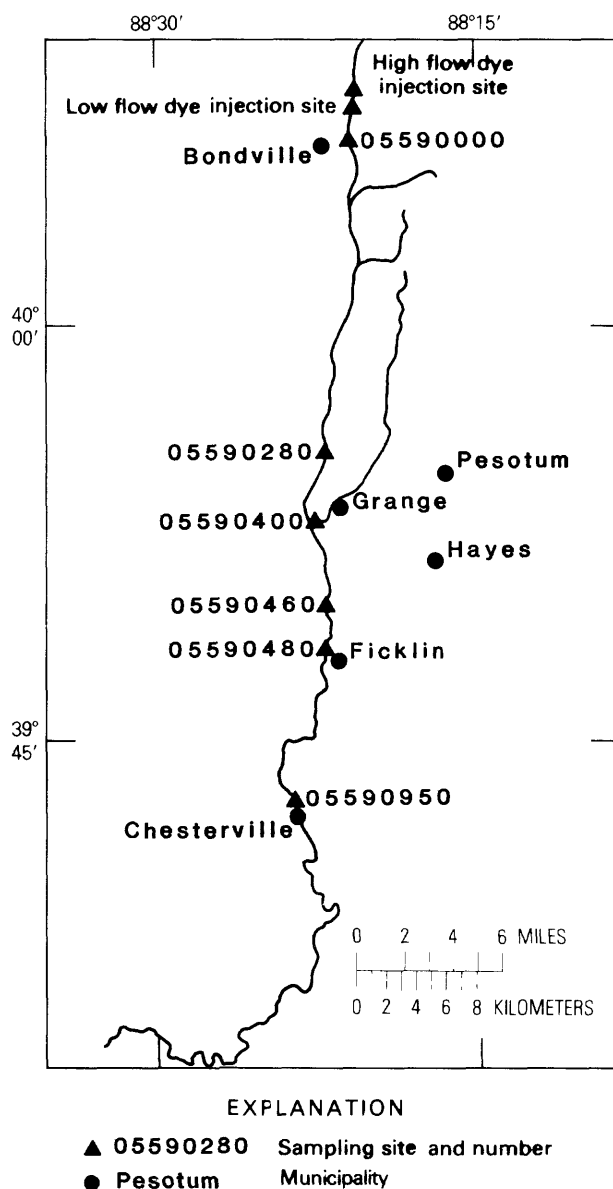 88°30'
88°15'
High flow dye
injection site
Low flow dye injection site
05590000
Bondville
40°
00'
05590280
Pesotum
Grange
05590400
Hayes
05590460
05590480
Ficklin
39°
45'
05590950
Chesterville
0 2 4 6 MILES
0 2 4 6 8 KILOMETERS
EXPLANATION
05590280 Sampling site and number
Pesotum Municipality